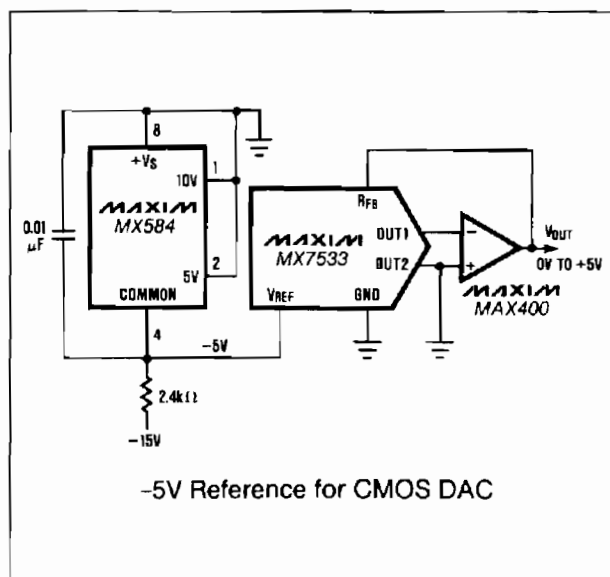 8
+VS
10V
1
MAXIM
MX584
5V
2
COMMON
4
0.01
μF
-5V
2.4kΩ
-15V
RFB
MAXIM
MX7533
OUT1
OUT2
VREF
GND
-
+
VOUT
0V TO +5V
MAXIM
MAX400
-5V Reference for CMOS DAC